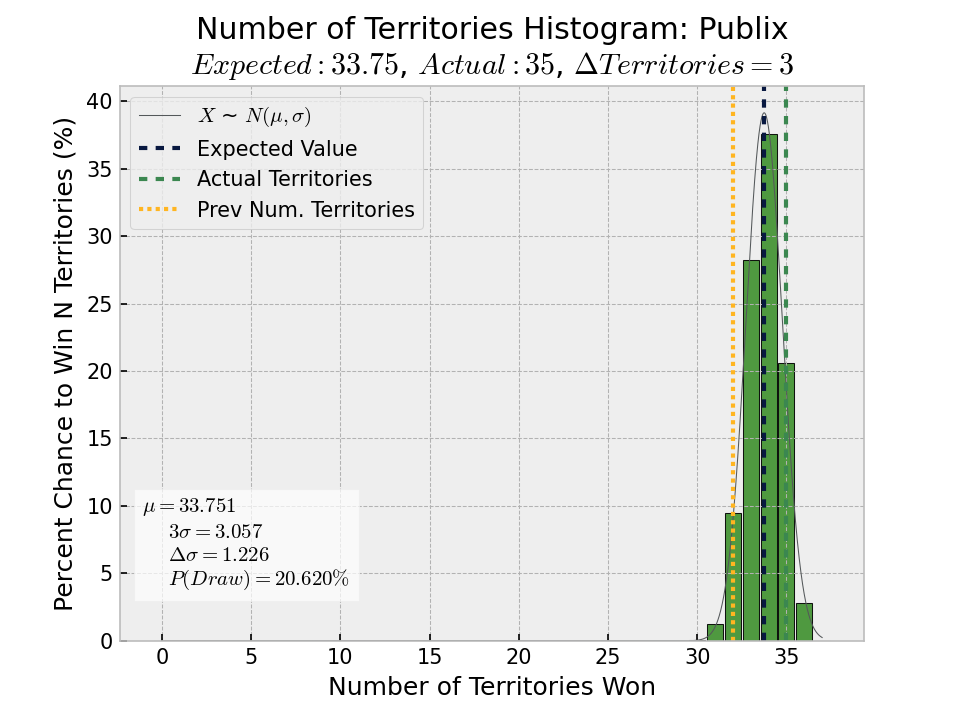 Number of Territories Histogram: Publix
Expected : 33.75, Actual : 35, ΔTerritories = 3
Percent Chance to Win N Territories (%)
40
35
30
25
20
15
10
5
0
X ~ N(μ, σ)
Expected Value
Actual Territories
Prev Num. Territories
μ = 33.751
3σ = 3.057
Δσ = 1.226
P(Draw) = 20.620%
0 5 10 15 20 25 30 35
Number of Territories Won